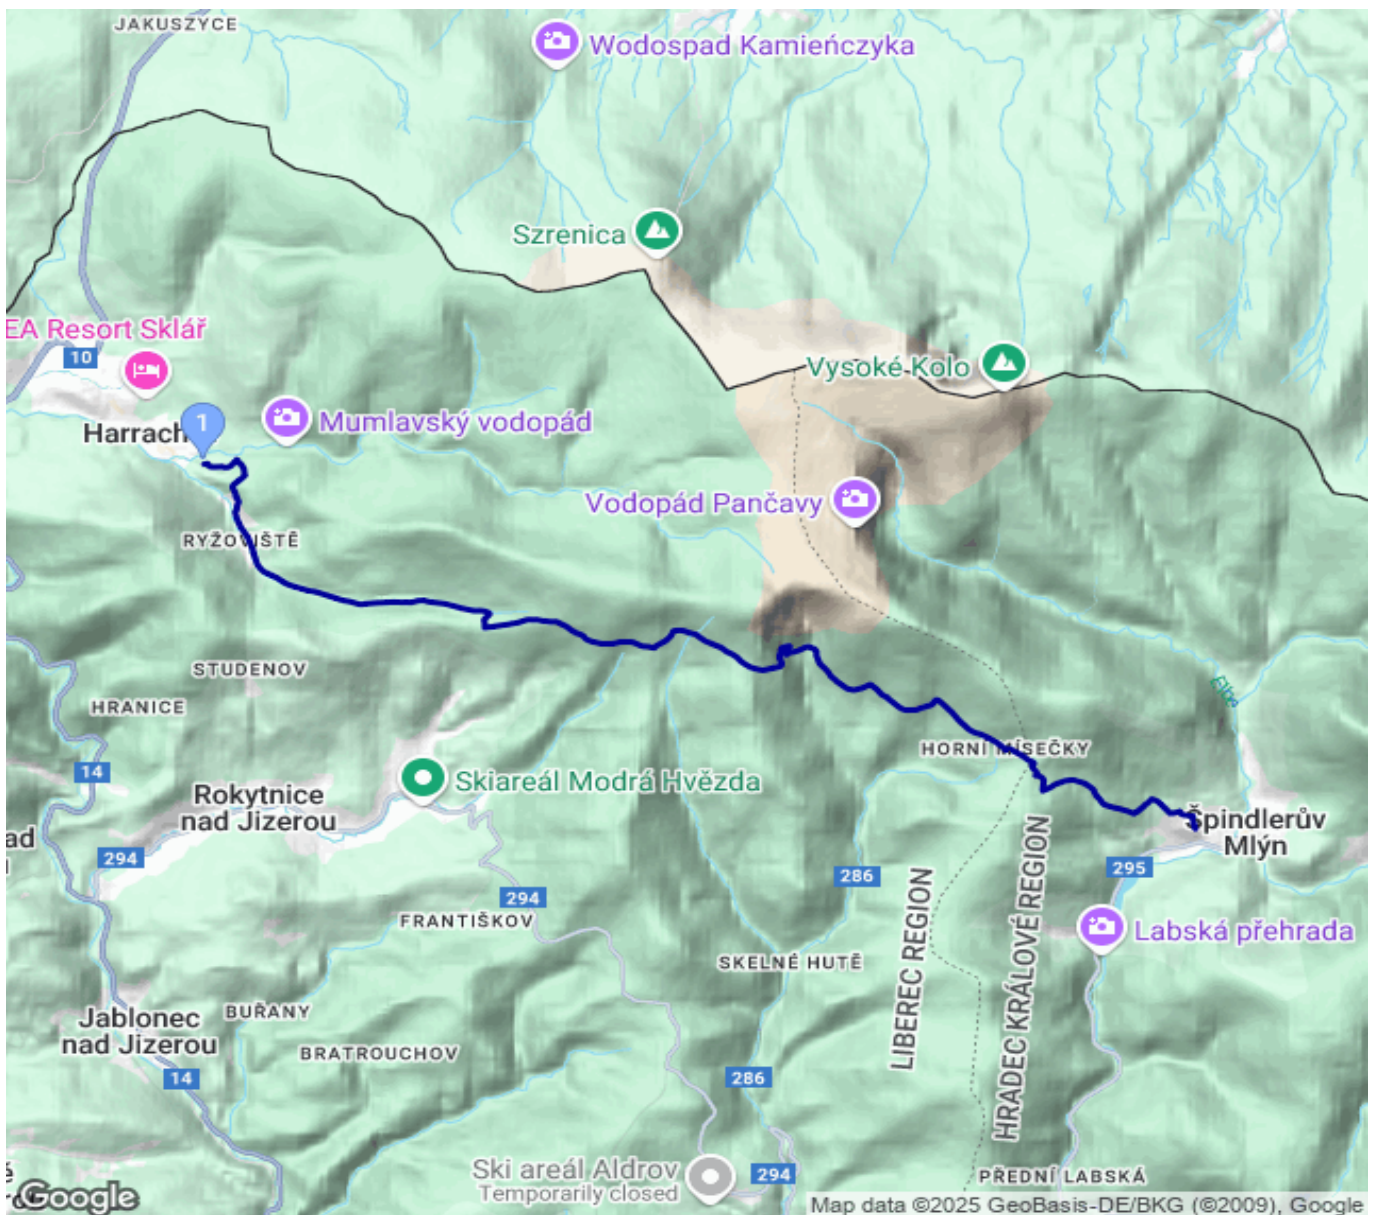 JAKUSZYCE
Wodospad Kamieńczyka
Szrenica
EA Resort Sklář
10
Vysoké Kolo
1
Harrach
Mumlavský vodopád
Vodopád Pančavy
RYŽOVIŠTĚ
STUDENOV
HRANICE
Elbe
HORNÍ MÍSEČKY
14
Skiareál Modrá Hvězda
Rokytnice
nad Jizerou
Špindlerův
Mlýn
ad
294
286
295
294
FRANTIŠKOV
Labská přehrada
LIBEREC REGION
HRADEC KRÁLOVÉ REGION
SKELNÉ HUTĚ
BUŘANY
Jablonec
nad Jizerou
BRATROUCHOV
14
286
Ski areál Aldrov
Temporarily closed
294
PŘEDNÍ LABSKÁ
Google
Map data ©2025 GeoBasis-DE/BKG (©2009), Google